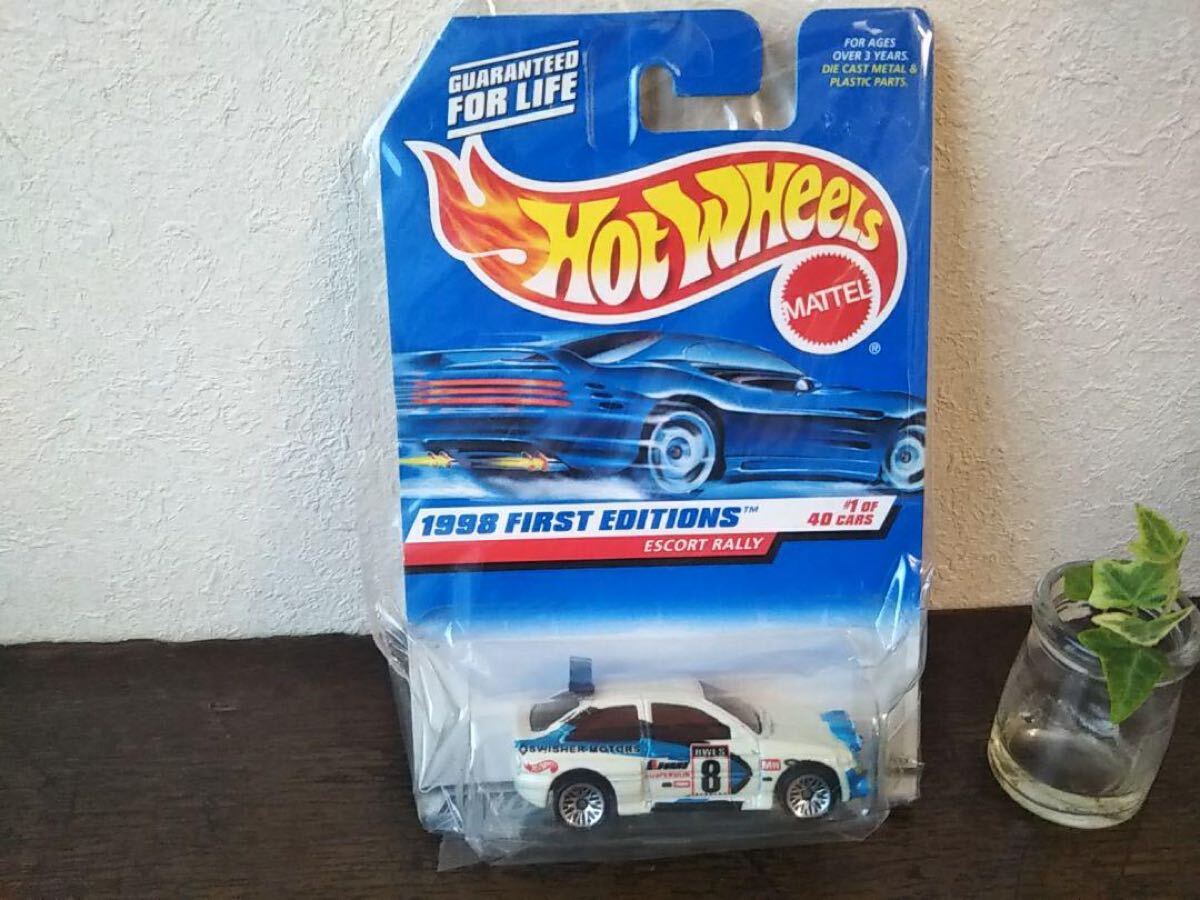 GUARANTEED
FOR LIFE
FOR AGES
OVER 3 YEARS.
DIE CAST METAL &
PLASTIC PARTS.
HOT WHEELS
MATTEL
®
1998 FIRST EDITIONS™
#1 OF
40 CARS
ESCORT RALLY
SWISHER MOTORS
HWLS
8